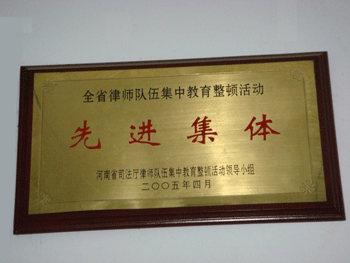 全省律师队伍集中教育整顿活动
先进集体
河南省司法厅律师队伍集中教育整顿活动领导小组
二〇〇五年四月